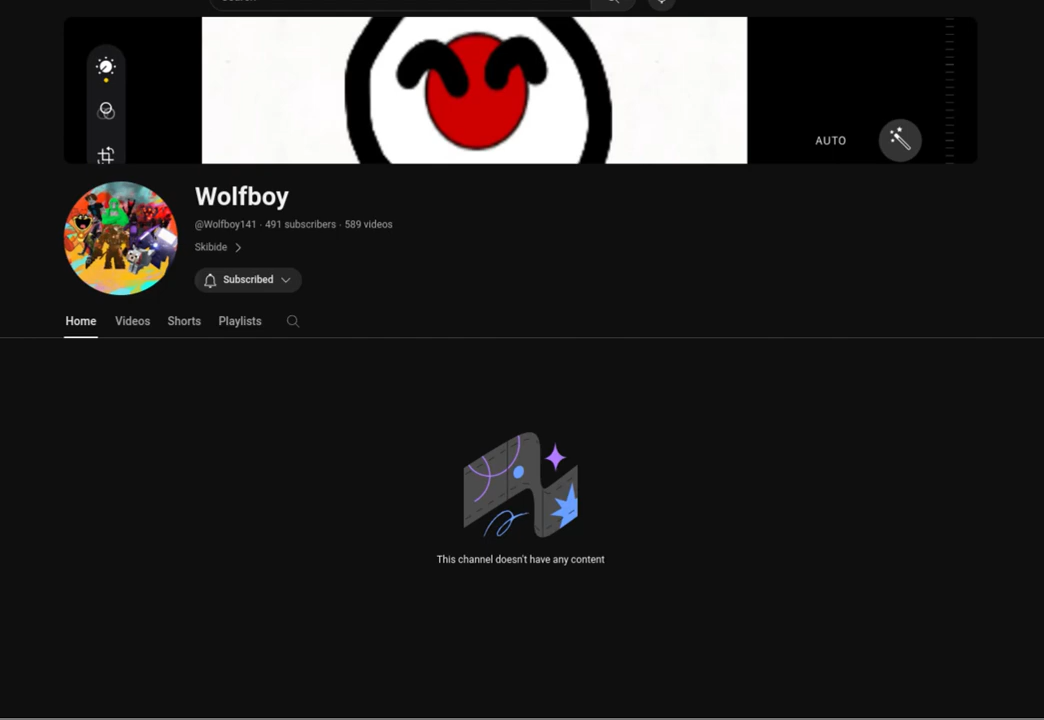 AUTO
Wolfboy
@Wolfboy141 · 491 subscribers · 589 videos
Skibide
Subscribed
Home Videos Shorts Playlists
This channel doesn't have any content